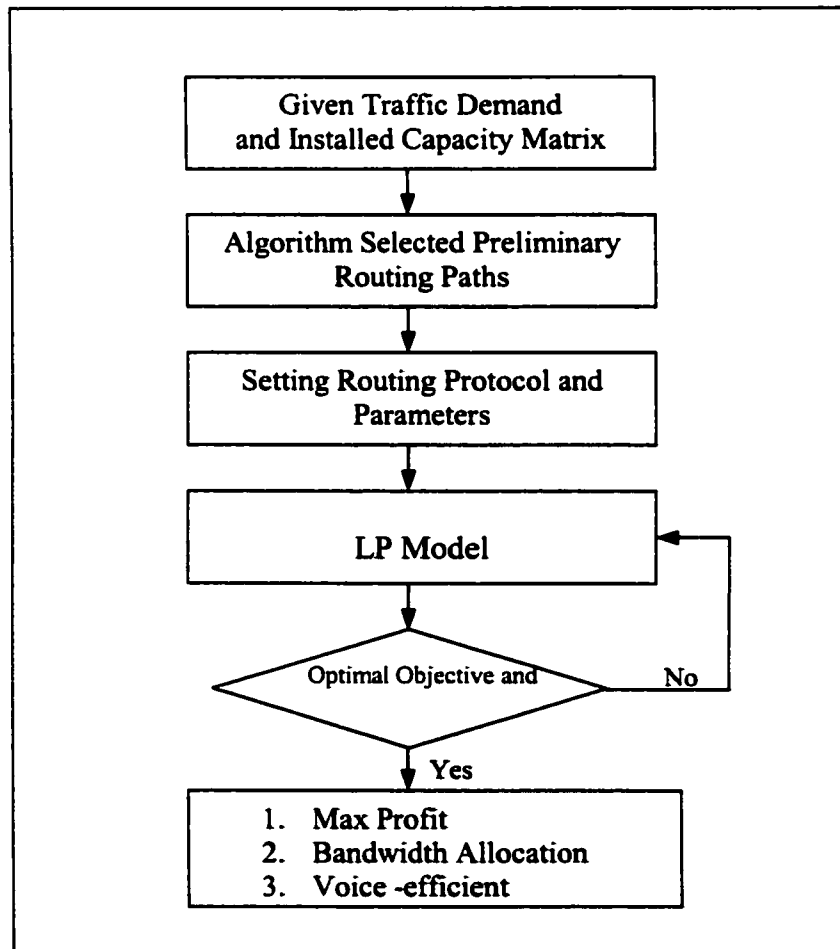 Given Traffic Demand
and Installed Capacity Matrix
Algorithm Selected Preliminary
Routing Paths
Setting Routing Protocol and
Parameters
LP Model
Optimal Objective and
No
Yes
1. Max Profit
2. Bandwidth Allocation
3. Voice -efficient